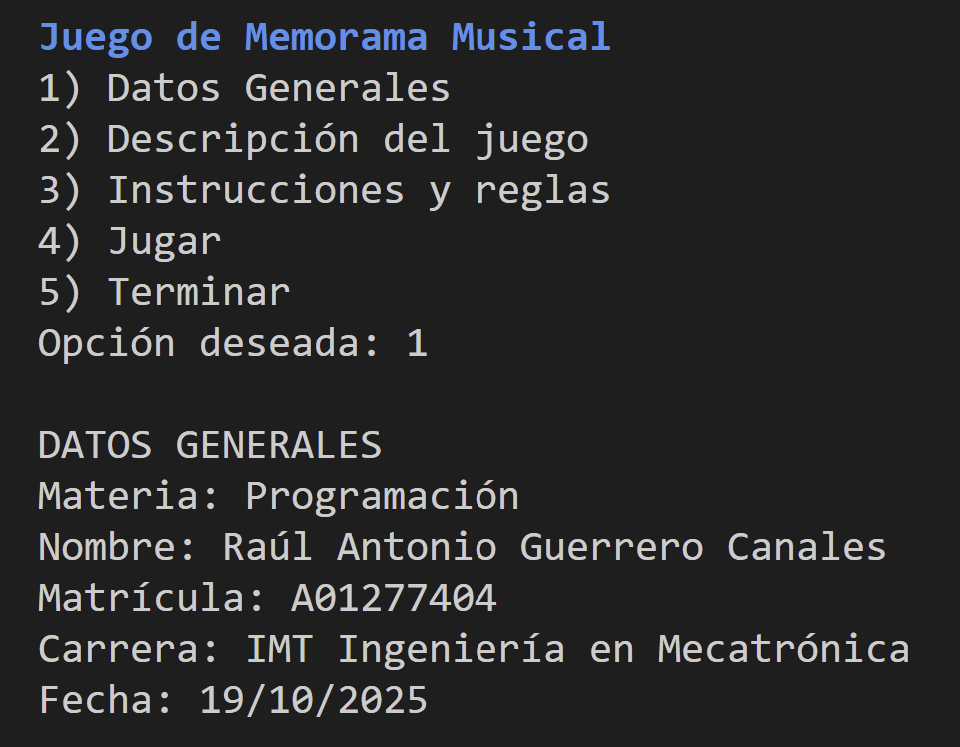 Juego de Memorama Musical
1) Datos Generales
2) Descripción del juego
3) Instrucciones y reglas
4) Jugar
5) Terminar
Opción deseada: 1
DATOS GENERALES
Materia: Programación
Nombre: Raúl Antonio Guerrero Canales
Matrícula: A01277404
Carrera: IMT Ingeniería en Mecatrónica
Fecha: 19/10/2025